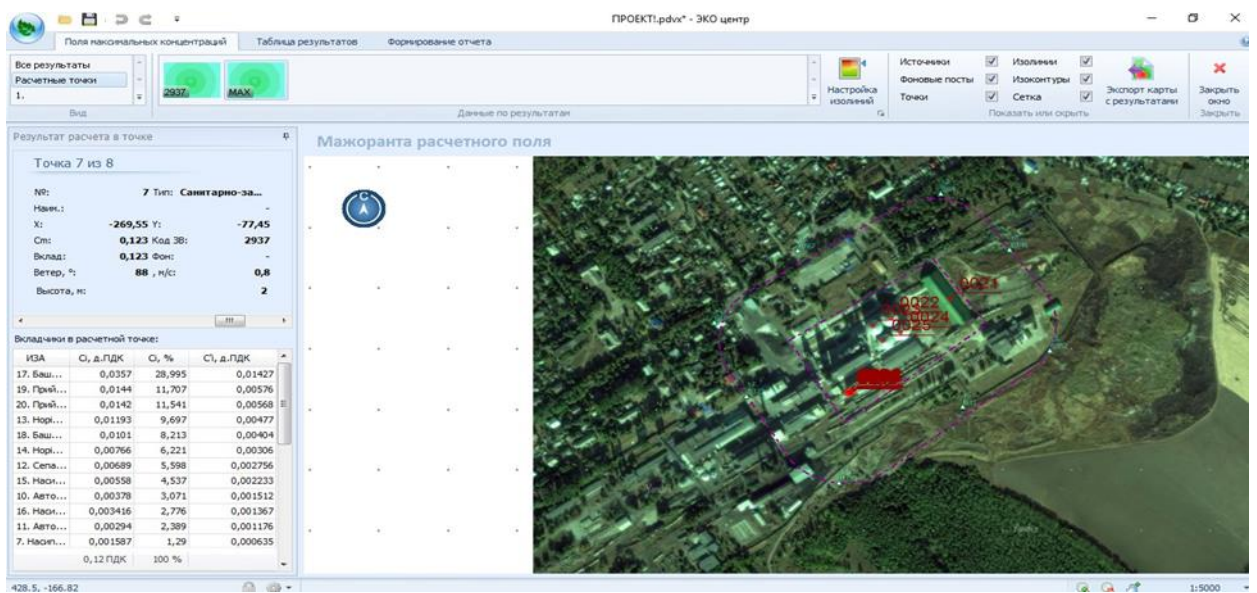 ПРОЕКТ!.pdvx* - ЭКО центр
Поля максимальных концентраций Таблица результатов Формирование отчета
Все результаты
Расчетные точки
1.
Вид
2937 MAX
Данные по результатам
Настройка изолиний
Источники Изолинии
Фоновые посты Изоконтуры
Точки Сетка
Показать или скрыть
Экспорт карты с результатами
Закрыть окно
Закрыть
Результат расчета в точке
Точка 7 из 8
№: 7 Тип: Санитарно-за...
Наим.: -
X: -269,55 Y: -77,45
Cm: 0,123 Код ЗВ: 2937
Вклад: 0,123 Фон: -
Ветер, °: 88 , м/с: 0,8
Высота, м: 2
Вкладчики в расчетной точке:
ИЗА Ci, д.ПДК Ci, % C'i, д.ПДК
17. Баш... 0,0357 28,995 0,01427
19. Прий... 0,0144 11,707 0,00576
20. Прий... 0,0142 11,541 0,00568
13. Норі... 0,01193 9,697 0,00477
18. Баш... 0,0101 8,213 0,00404
14. Норі... 0,00766 6,221 0,00306
12. Сепа... 0,00689 5,598 0,002756
15. Наси... 0,00558 4,537 0,002233
10. Авто... 0,00378 3,071 0,001512
16. Наси... 0,003416 2,776 0,001367
11. Авто... 0,00294 2,389 0,001176
7. Насип... 0,001587 1,29 0,000635
0,12 ПДК 100 %
Мажоранта расчетного поля
С
0021
0022
0024
0025
428.5, -166.82
1:5000